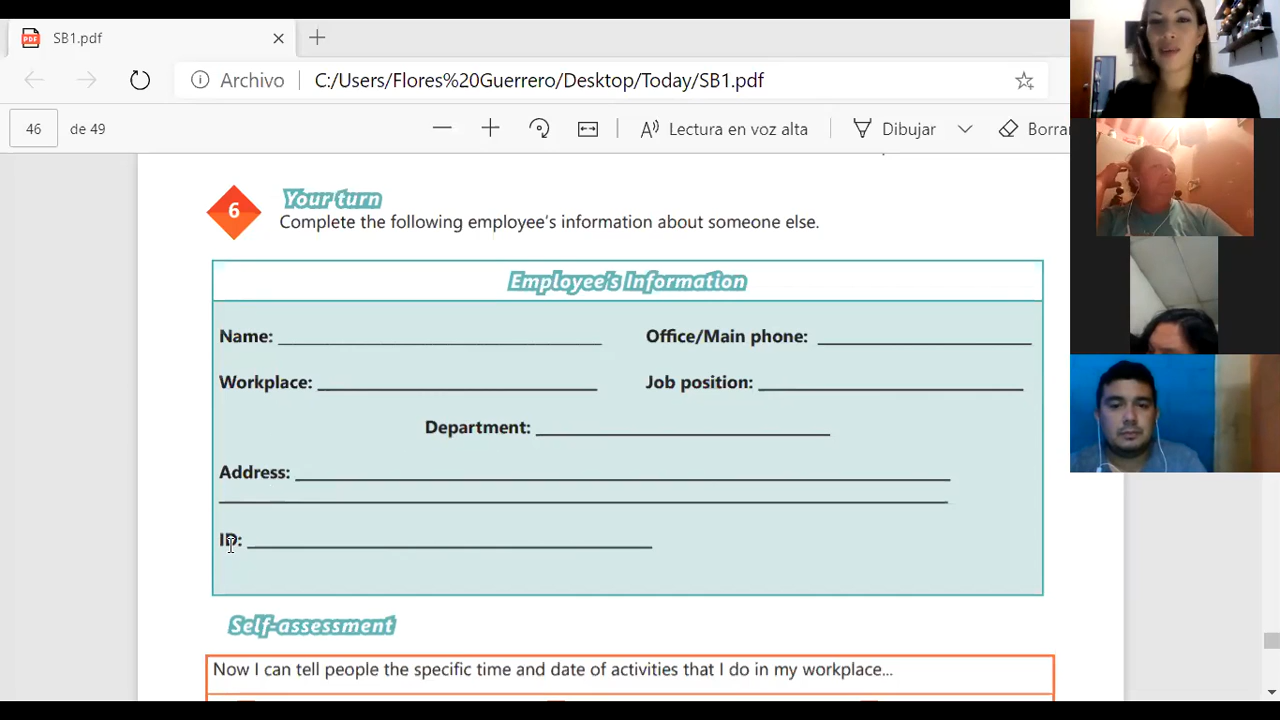 SB1.pdf
Archivo C:/Users/Flores%20Guerrero/Desktop/Today/SB1.pdf
46 de 49 Lectura en voz alta Dibujar Borrar
6 Your turn
Complete the following employee's information about someone else.
Employee's Information
Name: Office/Main phone:
Workplace: Job position:
Department:
Address:
ID:
Self-assessment
Now I can tell people the specific time and date of activities that I do in my workplace...